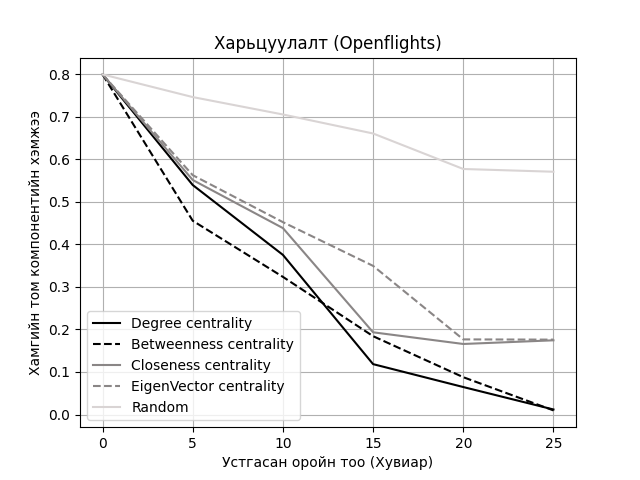 Харьцуулалт (Openflights)
Хамгийн том компонентийн хэмжээ
0.8
0.7
0.6
0.5
0.4
0.3
0.2
0.1
0.0
Degree centrality
Betweenness centrality
Closeness centrality
EigenVector centrality
Random
0 5 10 15 20 25
Устгасан оройн тоо (Хувиар)